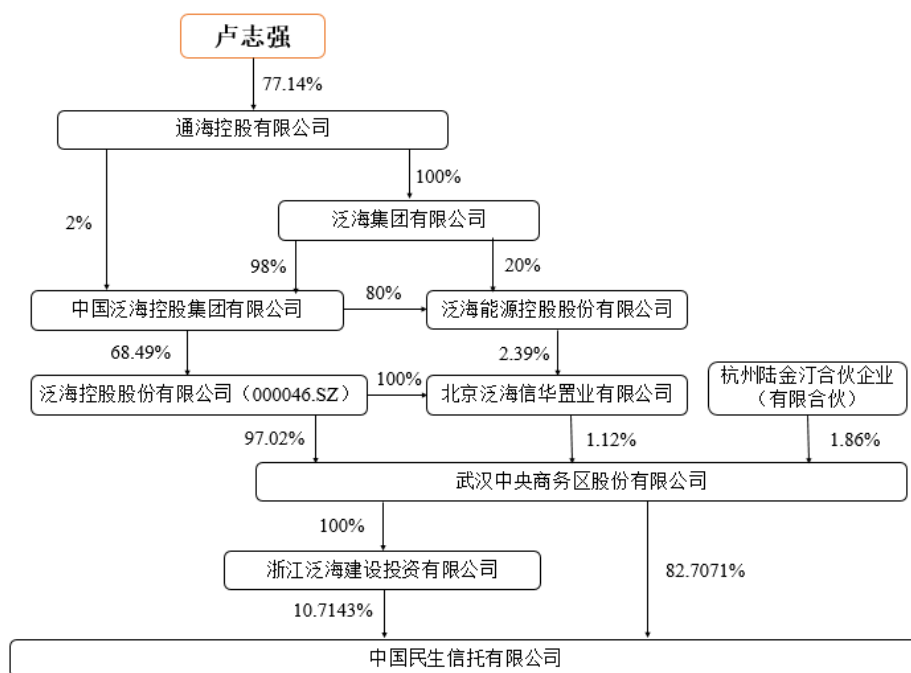 卢志强
77.14%
通海控股有限公司
100%
2%
泛海集团有限公司
98%
20%
中国泛海控股集团有限公司
80%
泛海能源控股股份有限公司
68.49%
2.39%
泛海控股股份有限公司（000046.SZ）
100%
北京泛海信华置业有限公司
杭州陆金汀合伙企业
（有限合伙）
97.02%
1.12%
1.86%
武汉中央商务区股份有限公司
100%
浙江泛海建设投资有限公司
82.7071%
10.7143%
中国民生信托有限公司